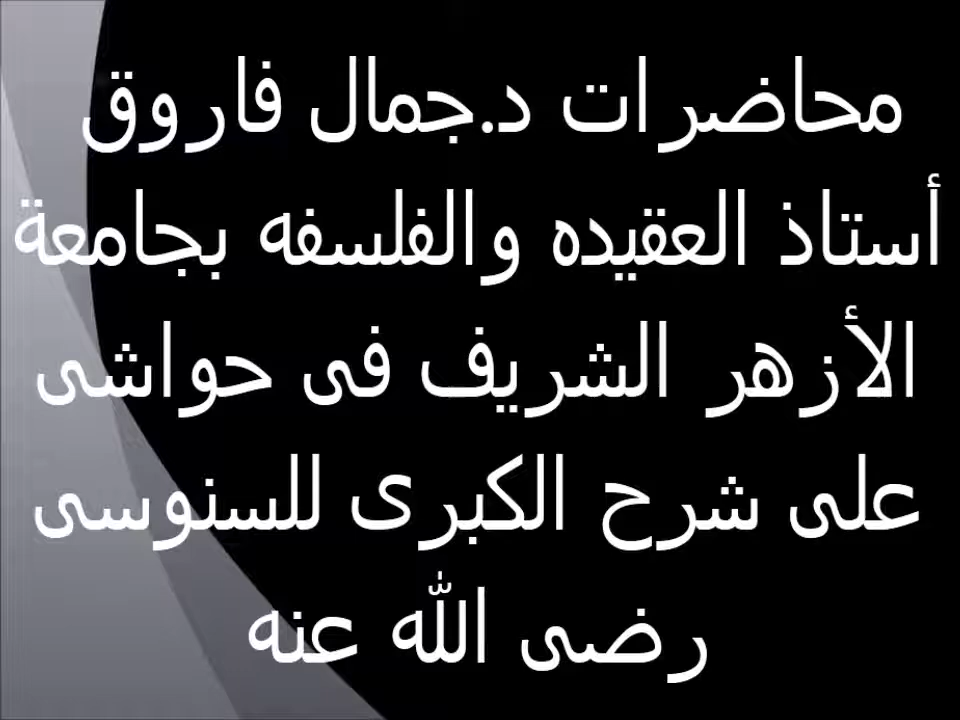 محاضرات د.جمال فاروق
أستاذ العقيده والفلسفه بجامعة
الأزهر الشريف فى حواشى
على شرح الكبرى للسنوسى
رضى الله عنه